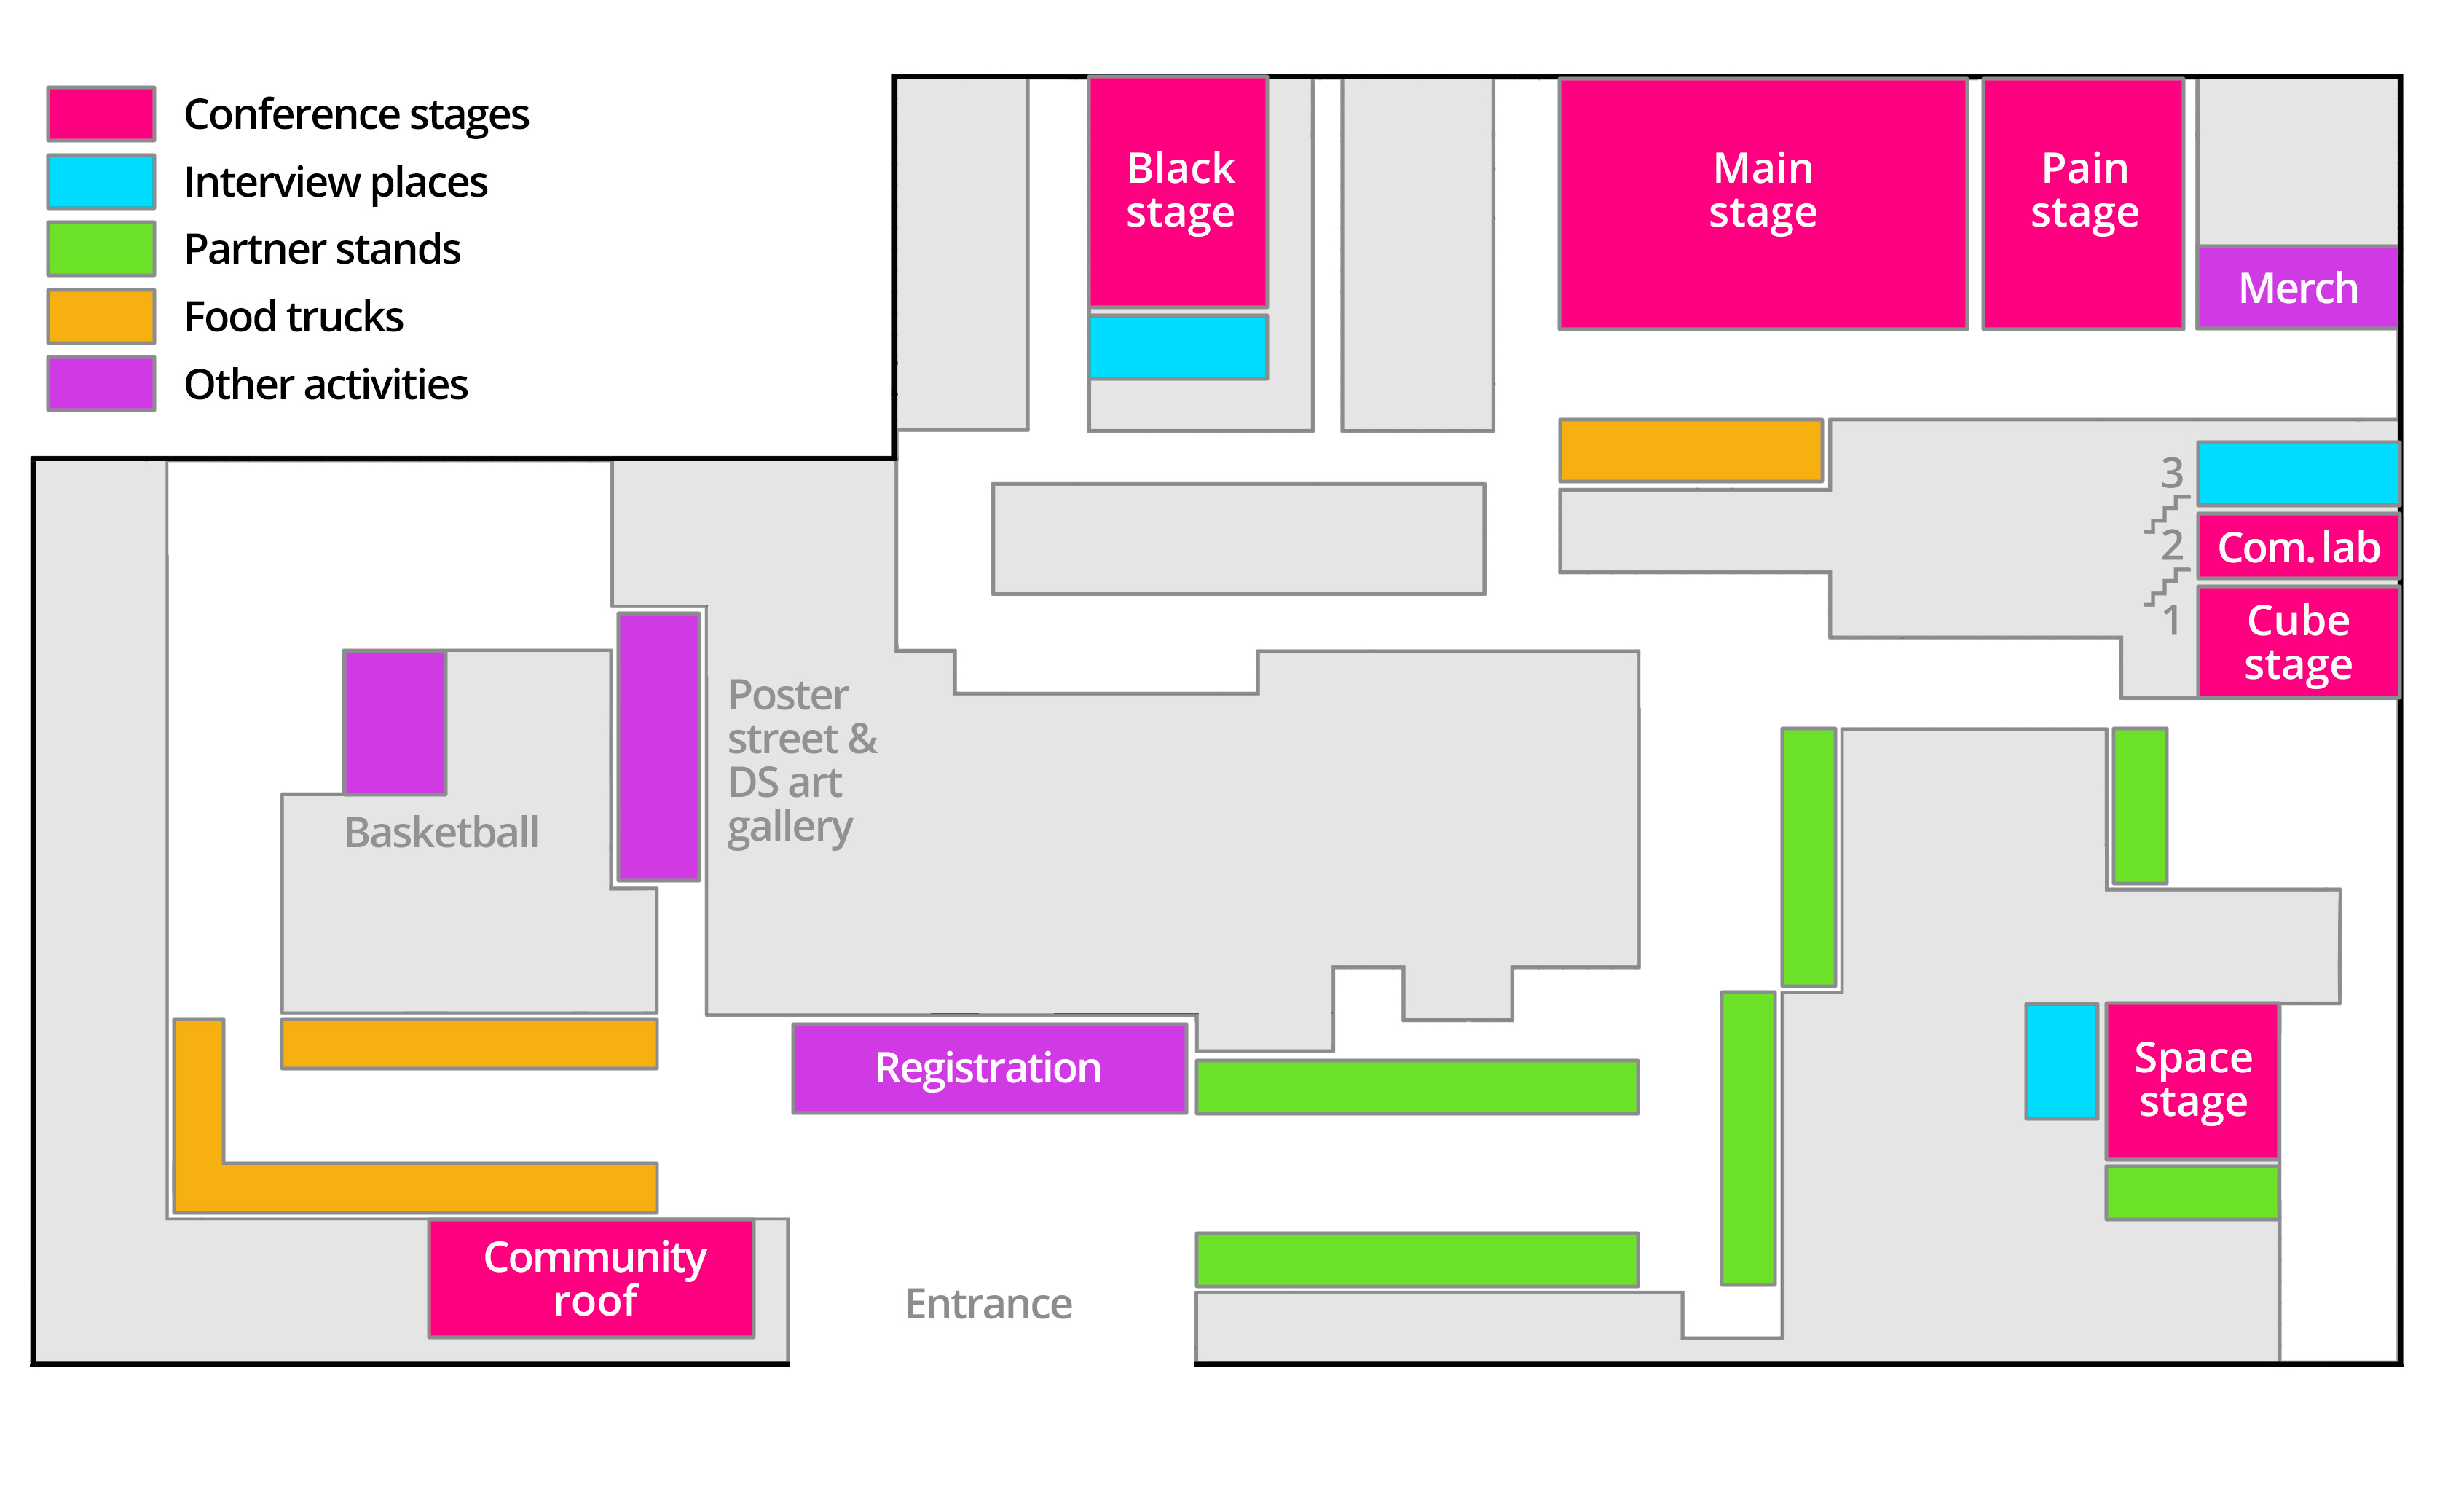 Conference stages
Interview places
Partner stands
Food trucks
Other activities
Black
stage
Main
stage
Pain
stage
Merch
3
2
1
Com. lab
Cube
stage
Poster
street &
DS art
gallery
Basketball
Registration
Space
stage
Community
roof
Entrance